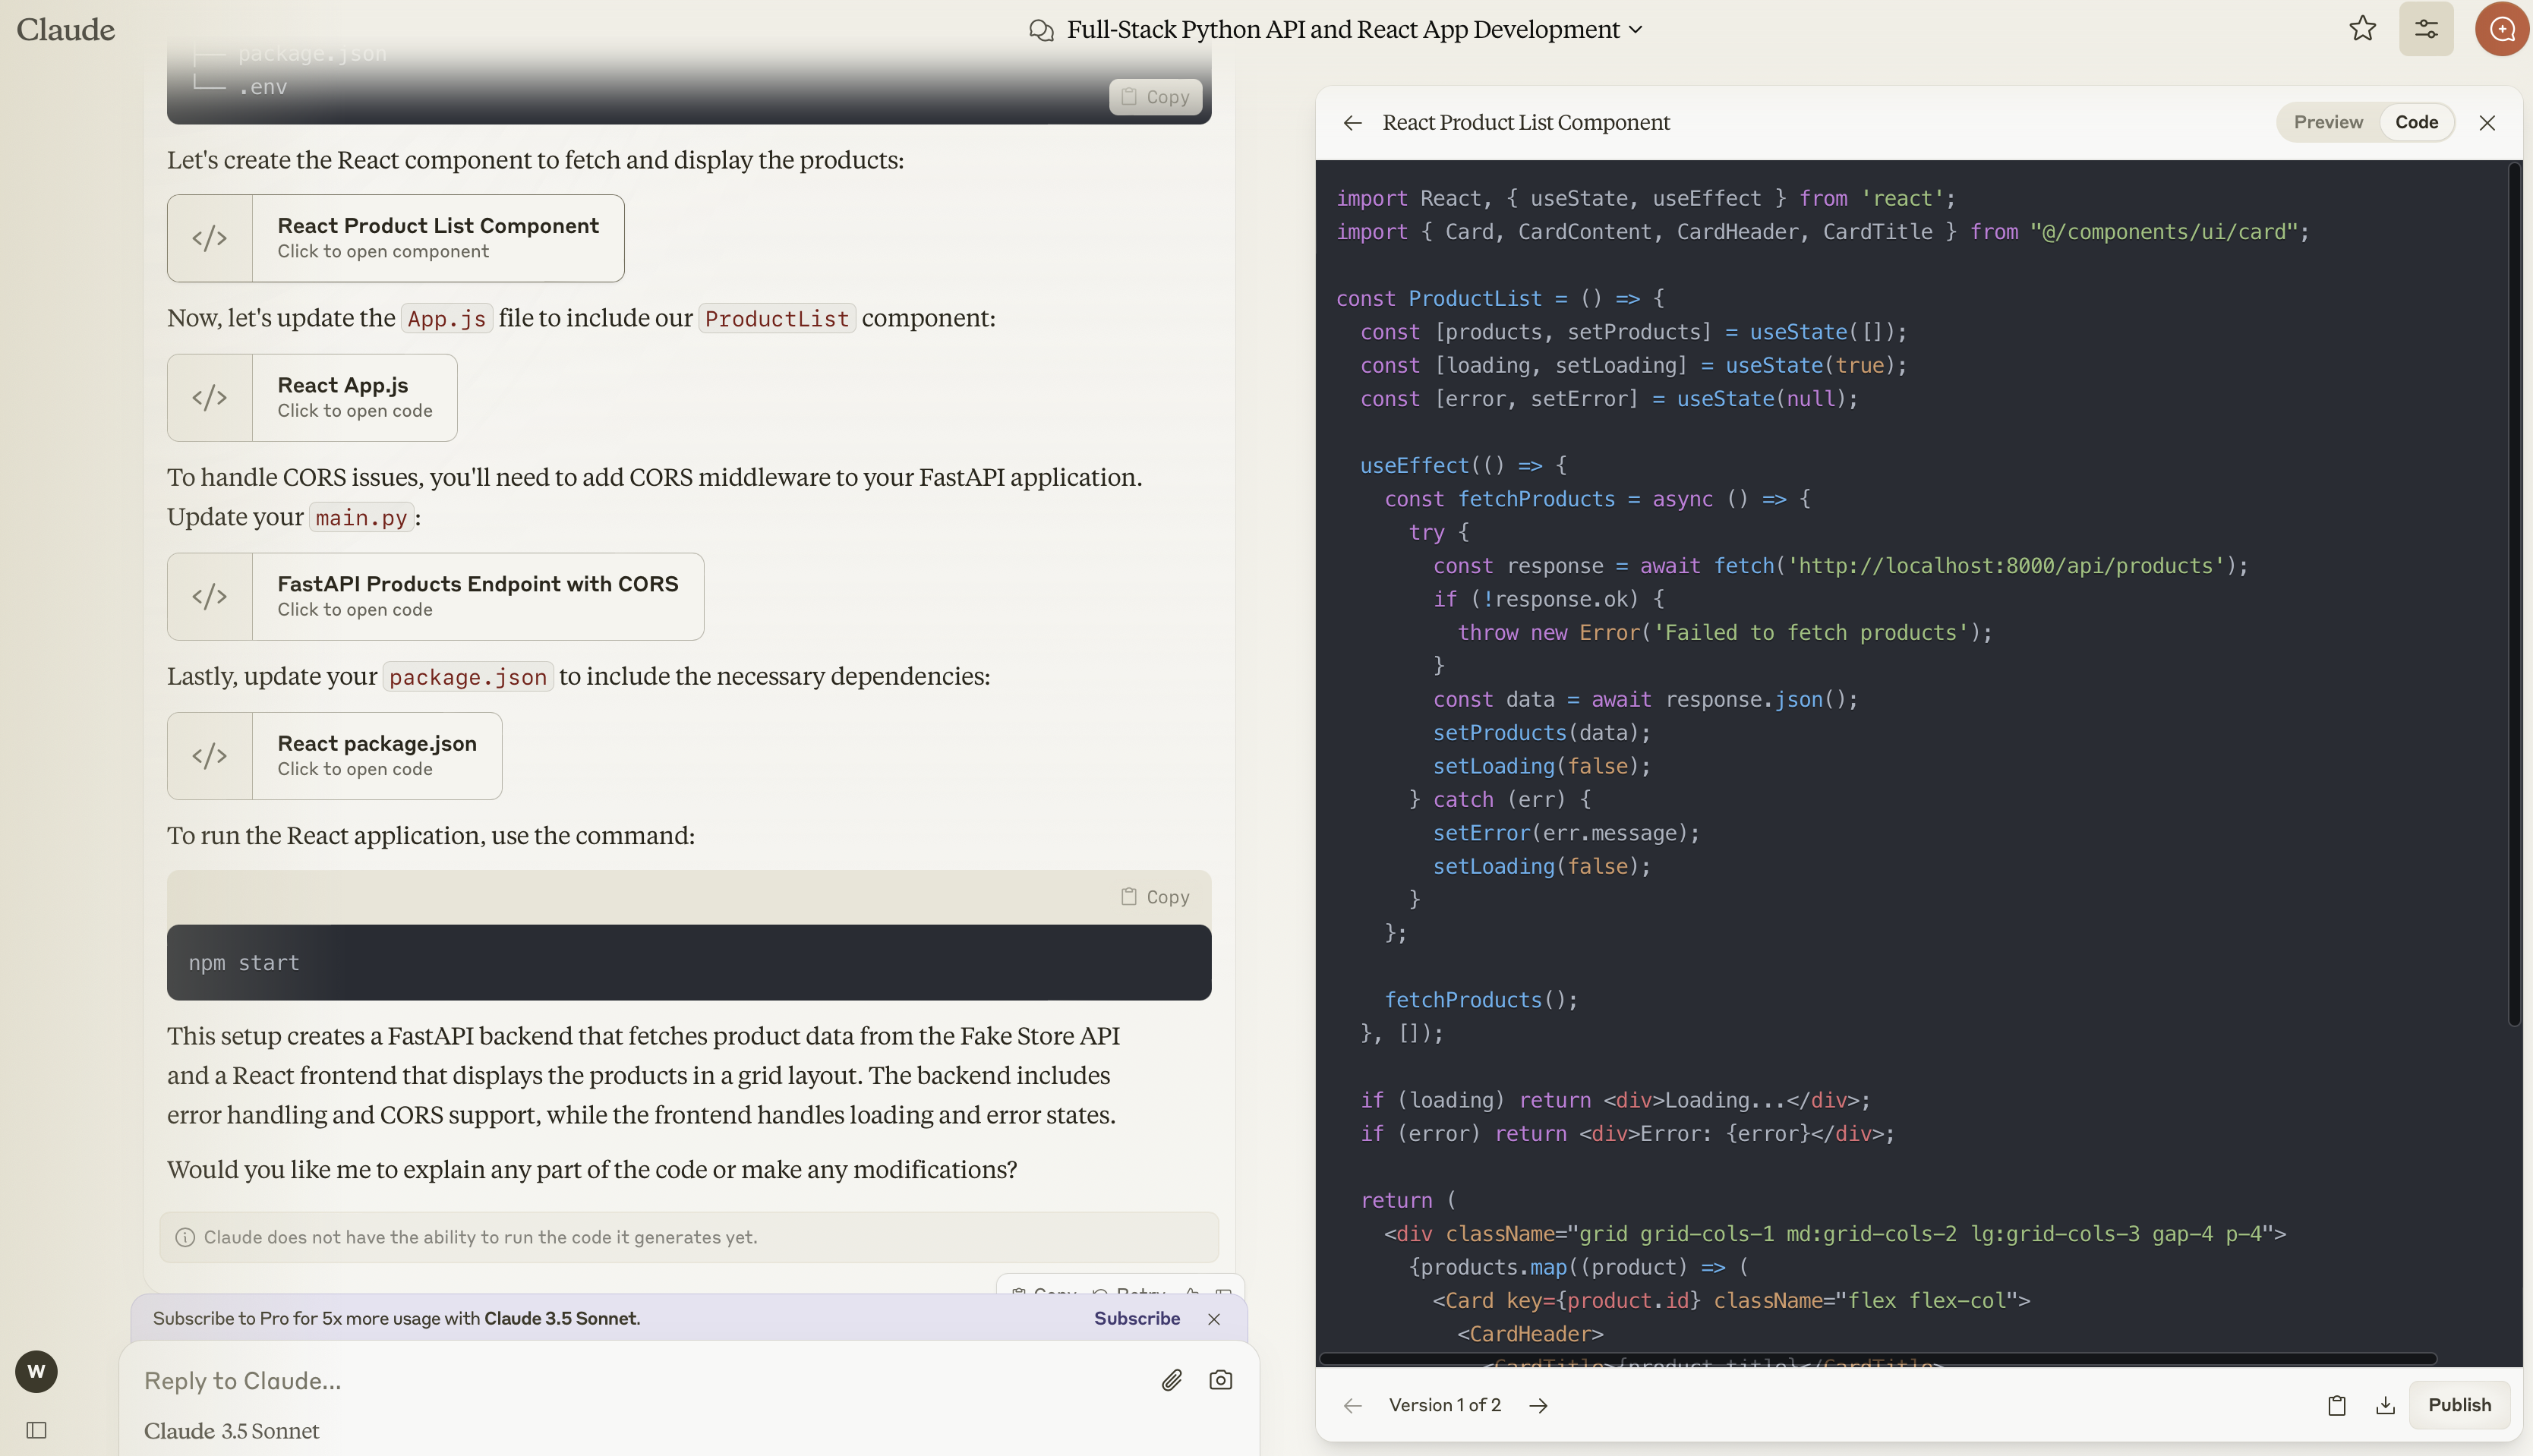 Claude
Full-Stack Python API and React App Development
├── package.json
└── .env
Copy
Let's create the React component to fetch and display the products:
</>
React Product List Component
Click to open component
Now, let's update the App.js file to include our ProductList component:
</>
React App.js
Click to open code
To handle CORS issues, you'll need to add CORS middleware to your FastAPI application.
Update your main.py:
</>
FastAPI Products Endpoint with CORS
Click to open code
Lastly, update your package.json to include the necessary dependencies:
</>
React package.json
Click to open code
To run the React application, use the command:
Copy
npm start
This setup creates a FastAPI backend that fetches product data from the Fake Store API
and a React frontend that displays the products in a grid layout. The backend includes
error handling and CORS support, while the frontend handles loading and error states.
Would you like me to explain any part of the code or make any modifications?
Claude does not have the ability to run the code it generates yet.
Copy Retry
Subscribe to Pro for 5x more usage with Claude 3.5 Sonnet. Subscribe
W
Reply to Claude...
Claude 3.5 Sonnet
React Product List Component
Preview Code
import React, { useState, useEffect } from 'react';
import { Card, CardContent, CardHeader, CardTitle } from "@/components/ui/card";
const ProductList = () => {
  const [products, setProducts] = useState([]);
  const [loading, setLoading] = useState(true);
  const [error, setError] = useState(null);
  useEffect(() => {
    const fetchProducts = async () => {
      try {
        const response = await fetch('http://localhost:8000/api/products');
        if (!response.ok) {
          throw new Error('Failed to fetch products');
        }
        const data = await response.json();
        setProducts(data);
        setLoading(false);
      } catch (err) {
        setError(err.message);
        setLoading(false);
      }
    };
    fetchProducts();
  }, []);
  if (loading) return <div>Loading...</div>;
  if (error) return <div>Error: {error}</div>;
  return (
    <div className="grid grid-cols-1 md:grid-cols-2 lg:grid-cols-3 gap-4 p-4">
      {products.map((product) => (
        <Card key={product.id} className="flex flex-col">
          <CardHeader>
            <CardTitle>{product.title}</CardTitle>
Version 1 of 2
Publish